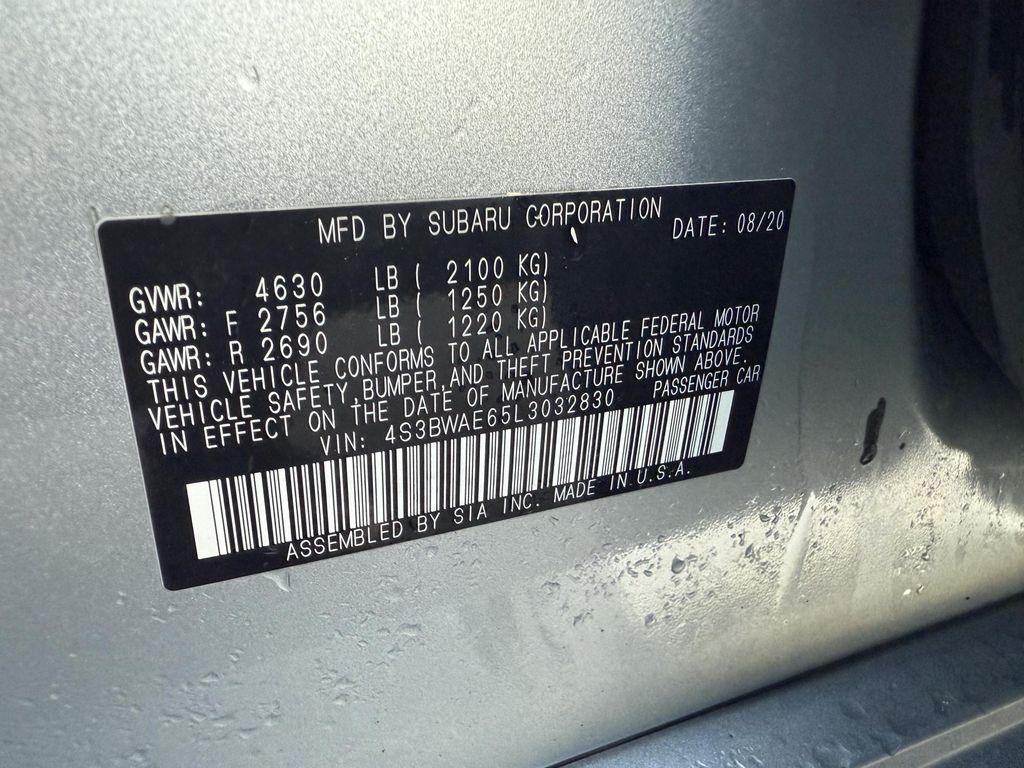 MFD BY SUBARU CORPORATION DATE: 08/20
GVWR: 4630 LB ( 2100 KG)
GAWR: F 2756 LB ( 1250 KG)
GAWR: R 2690 LB ( 1220 KG)
THIS VEHICLE CONFORMS TO ALL APPLICABLE FEDERAL MOTOR
VEHICLE SAFETY,BUMPER,AND THEFT PREVENTION STANDARDS
IN EFFECT ON THE DATE OF MANUFACTURE SHOWN ABOVE.
VIN: 4S3BWAE65L3032830 PASSENGER CAR
ASSEMBLED BY SIA INC. MADE IN U.S.A.